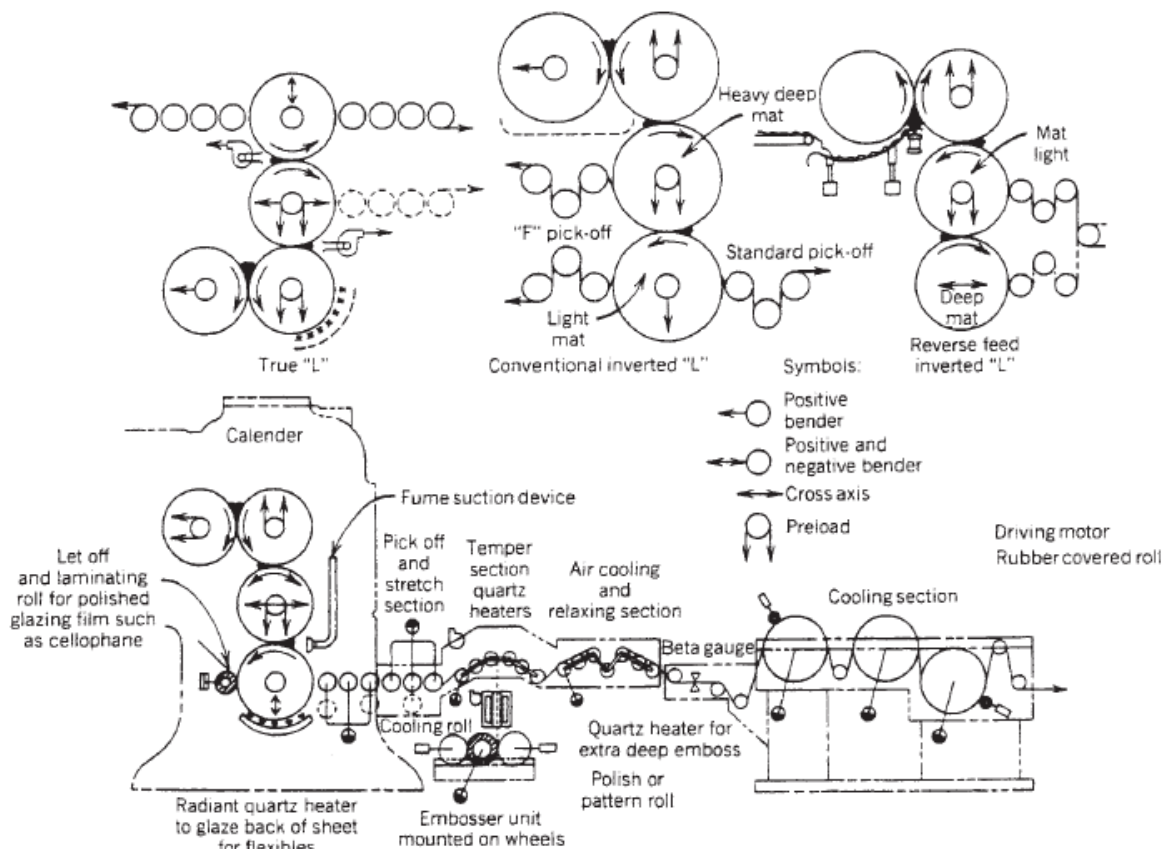 Heavy deep
mat
Mat
light
"F" pick-off
Standard pick-off
Light
mat
Deep
mat
True "L"
Conventional inverted "L"
Reverse feed
inverted "L"
Symbols:
Positive
bender
Positive and
negative bender
Cross axis
Preload
Calender
Fume suction device
Let off
and laminating
roll for polished
glazing film such
as cellophane
Pick off
and
stretch
section
Temper
section
quartz
heaters
Air cooling
and
relaxing section
Beta gauge
Driving motor
Rubber covered roll
Cooling section
Cooling roll
Quartz heater for
extra deep emboss
Polish or
pattern roll
Radiant quartz heater
to glaze back of sheet
for flexibles
Embosser unit
mounted on wheels